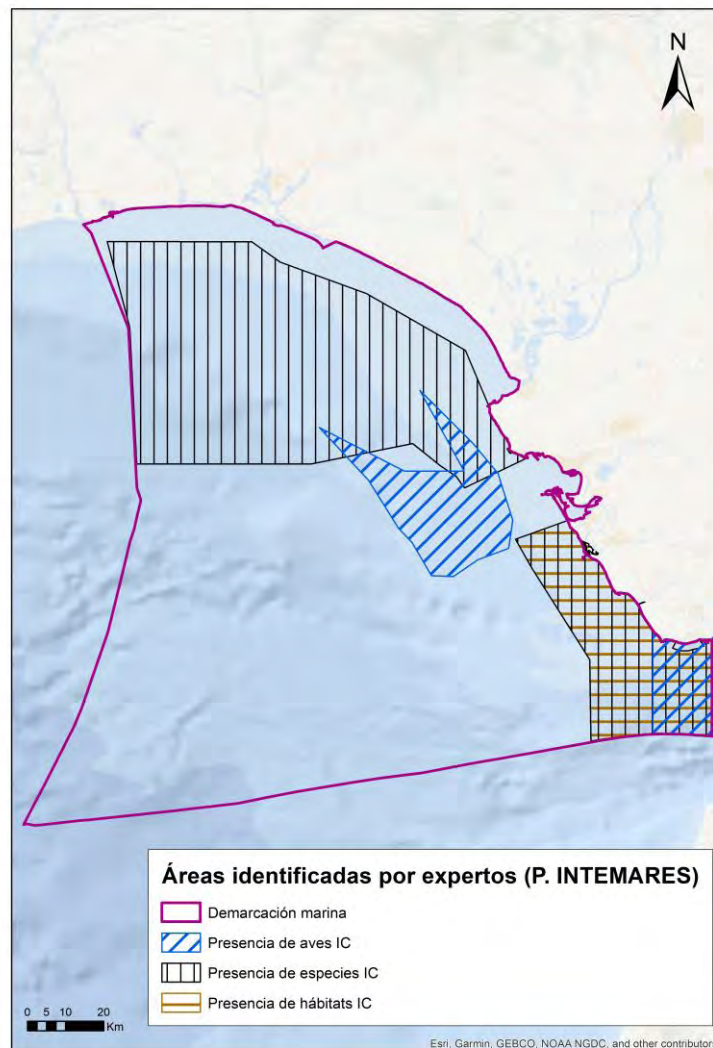 N
Áreas identificadas por expertos (P. INTEMARES)
Demarcación marina
Presencia de aves IC
Presencia de especies IC
Presencia de hábitats IC
0 5 10 20
Km
Esri, Garmin, GEBCO, NOAA NGDC, and other contributors